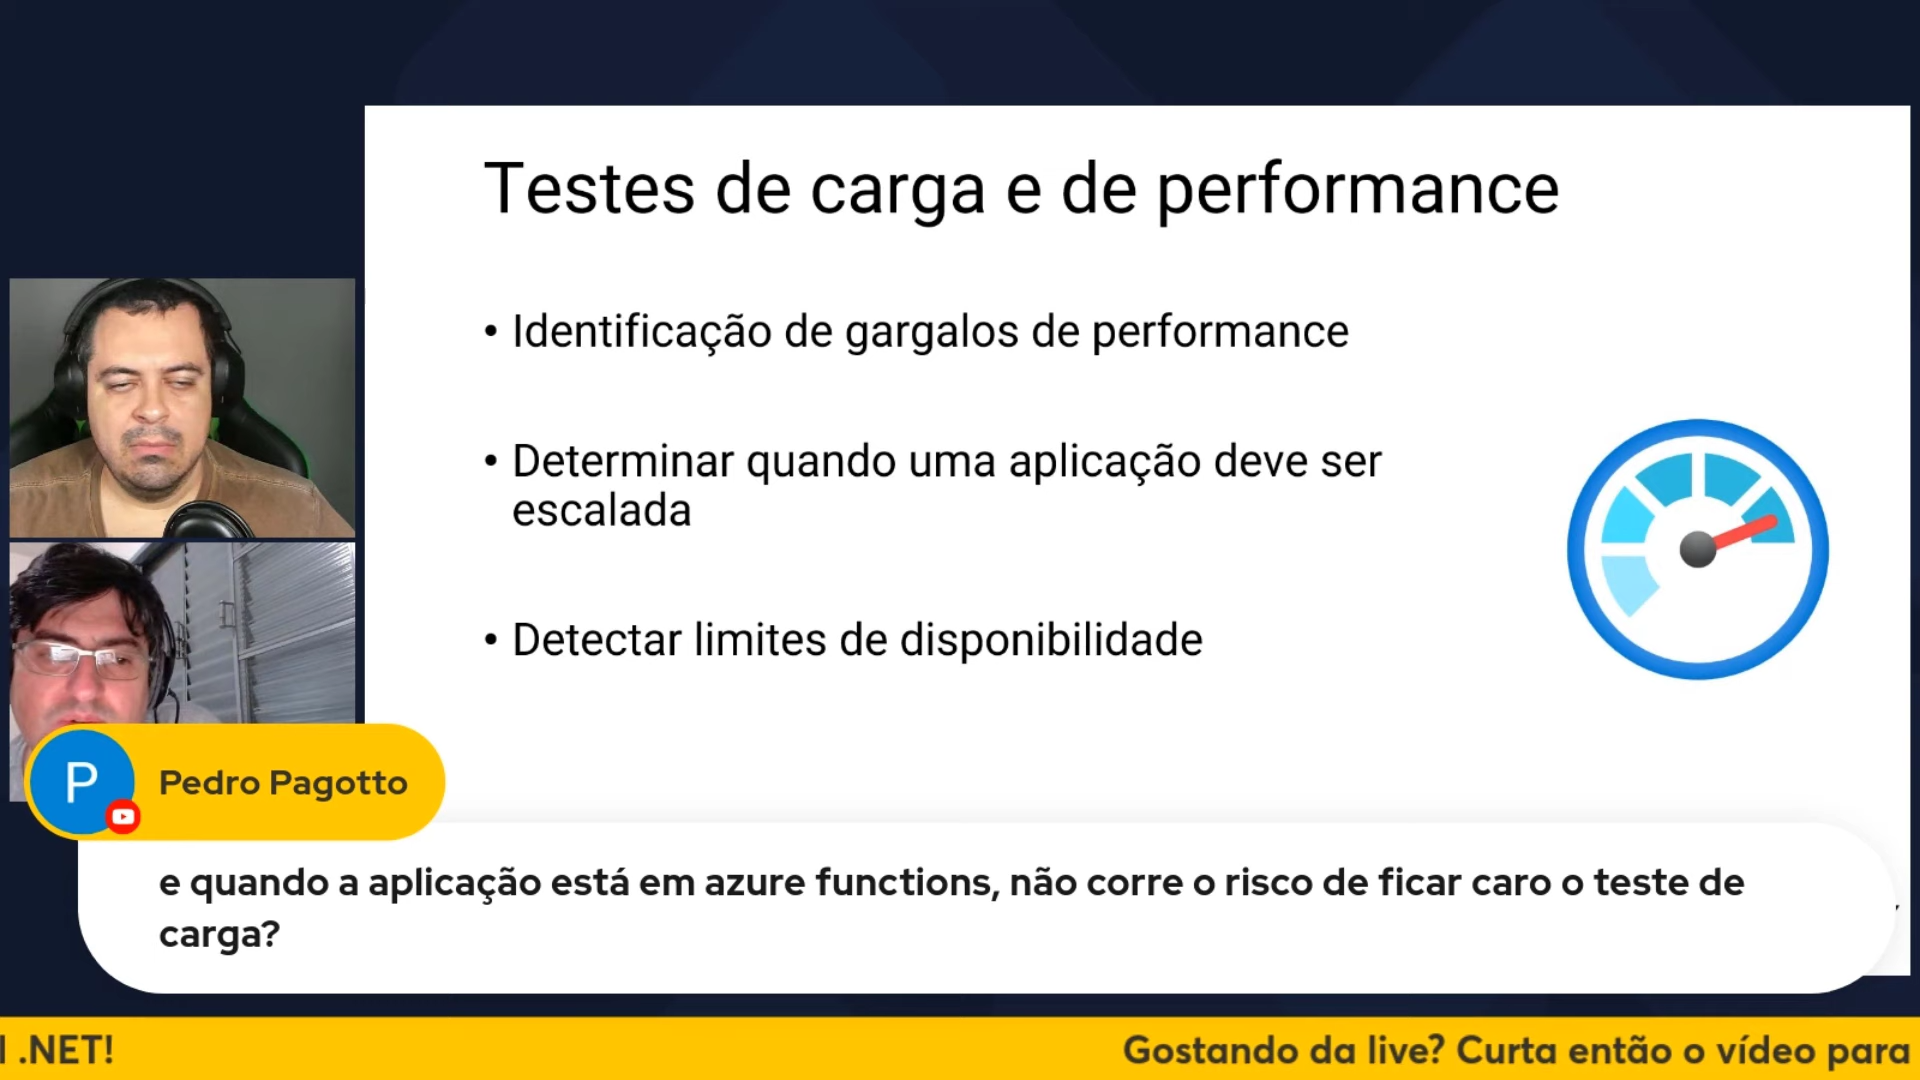 Testes de carga e de performance
• Identificação de gargalos de performance
• Determinar quando uma aplicação deve ser
escalada
• Detectar limites de disponibilidade
P
Pedro Pagotto
e quando a aplicação está em azure functions, não corre o risco de ficar caro o teste de
carga?
.NET!
Gostando da live? Curta então o vídeo para